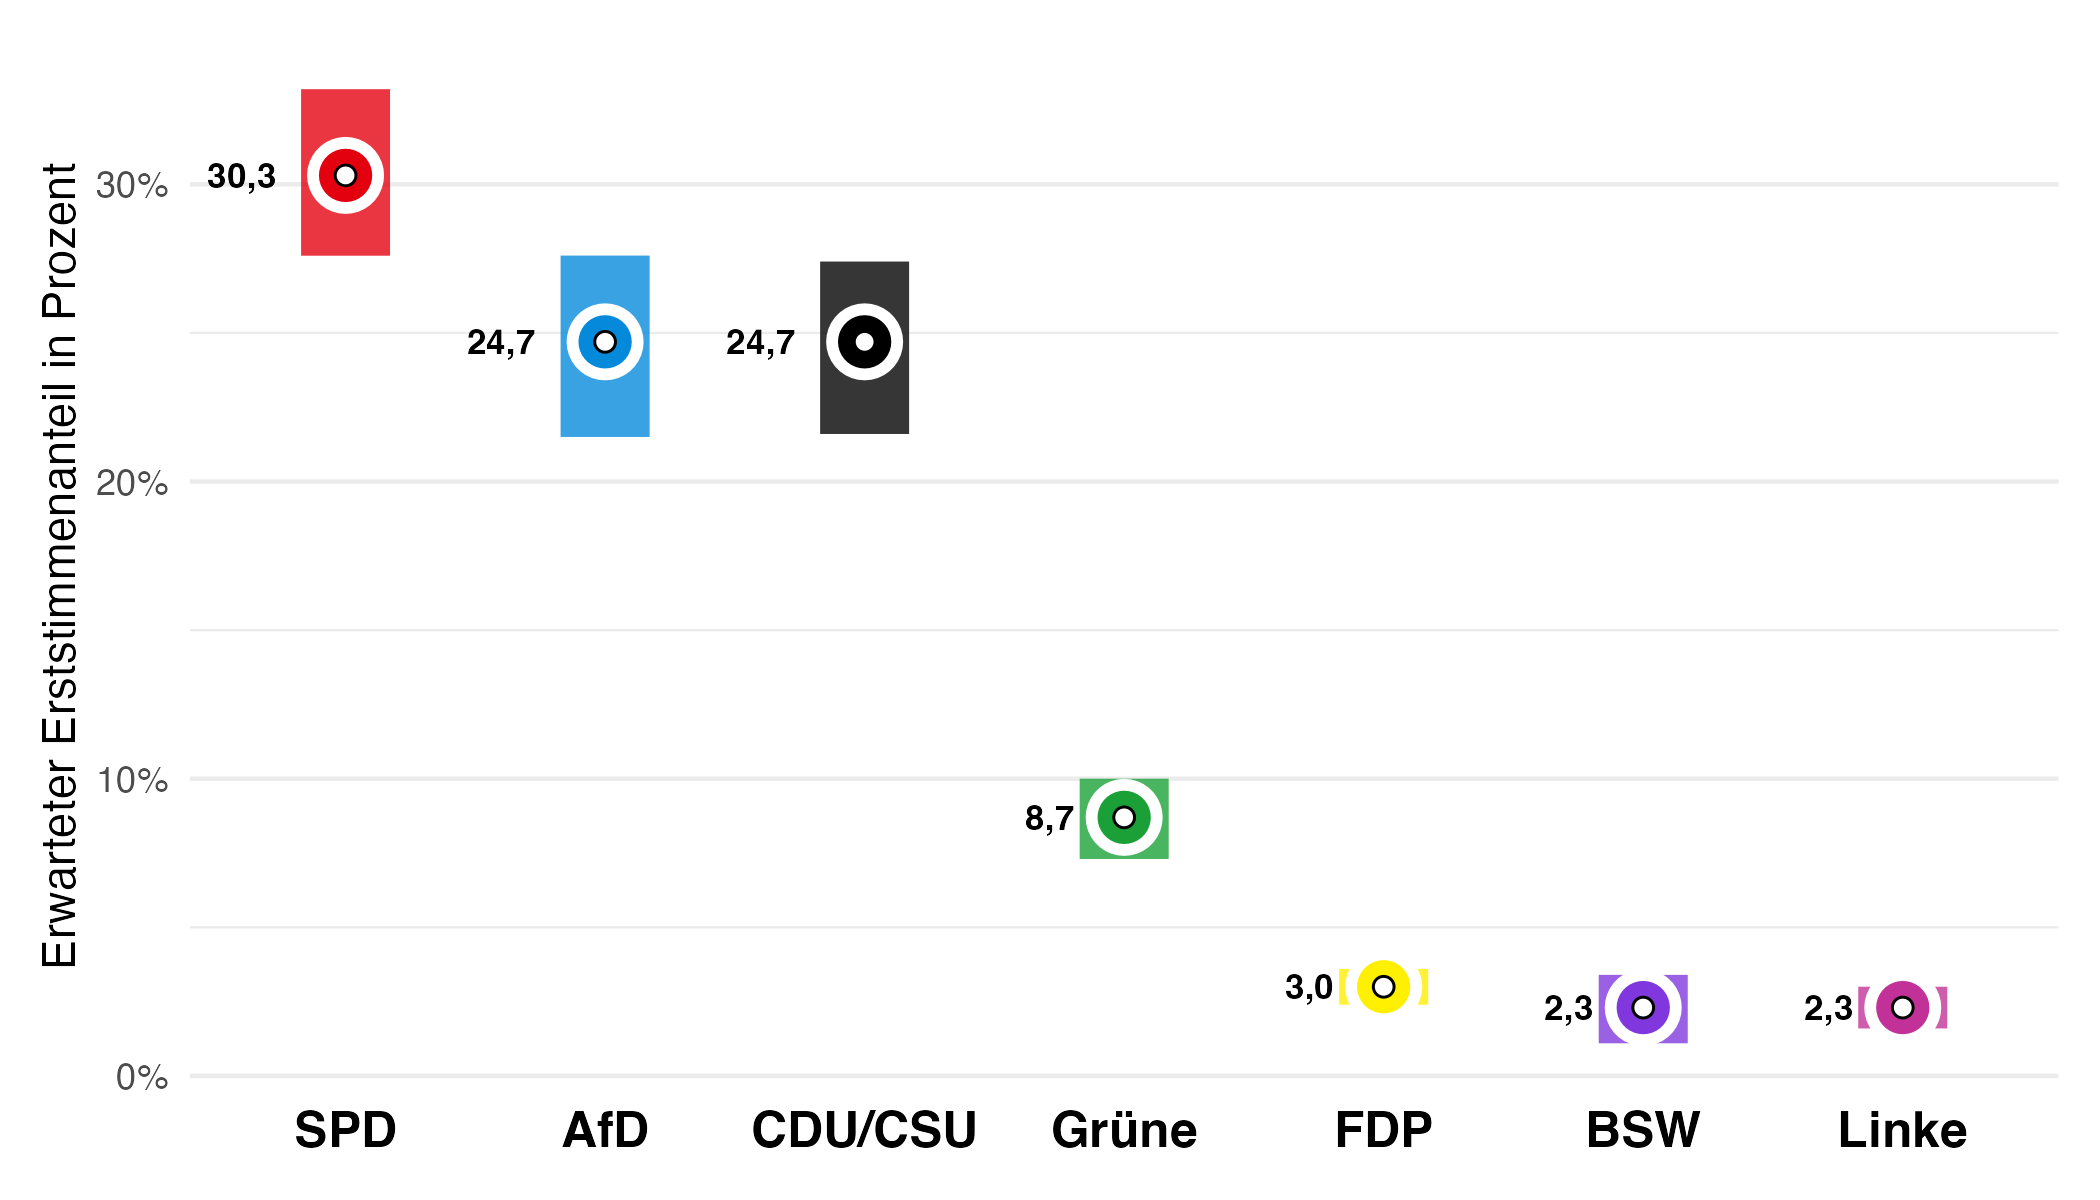 Erwarteter Erststimmenanteil in Prozent
30%
20%
10%
0%
30,3
24,7
24,7
8,7
3,0
2,3
2,3
SPD
AfD
CDU/CSU
Grüne
FDP
BSW
Linke